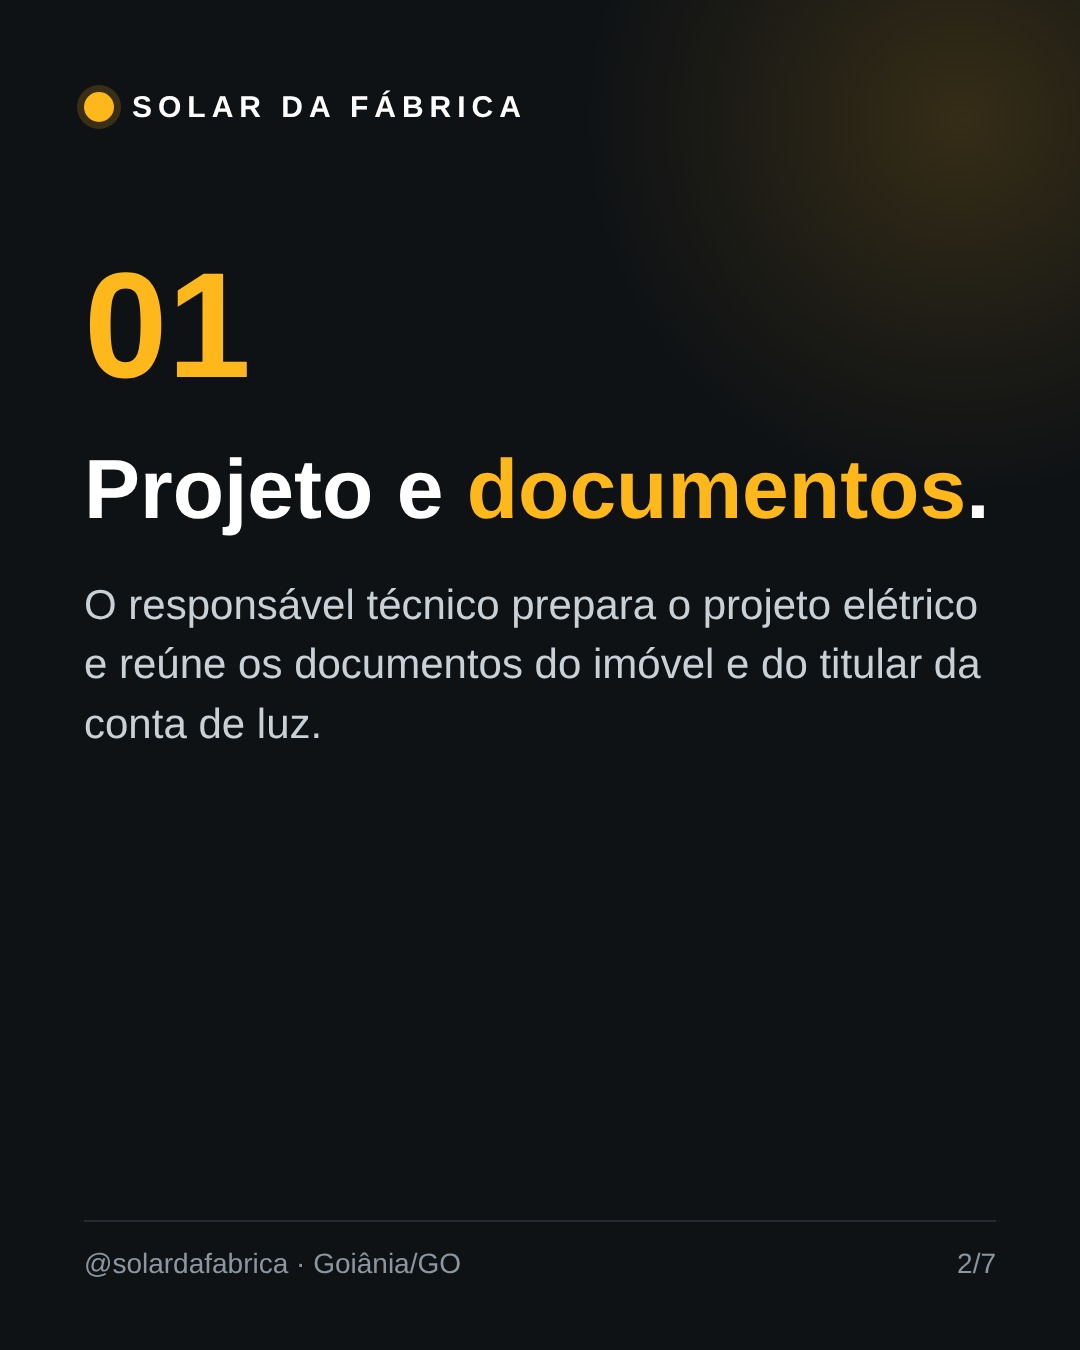 SOLAR DA FÁBRICA
01
Projeto e documentos.
O responsável técnico prepara o projeto elétrico
e reúne os documentos do imóvel e do titular da
conta de luz.
@solardafabrica · Goiânia/GO
2/7